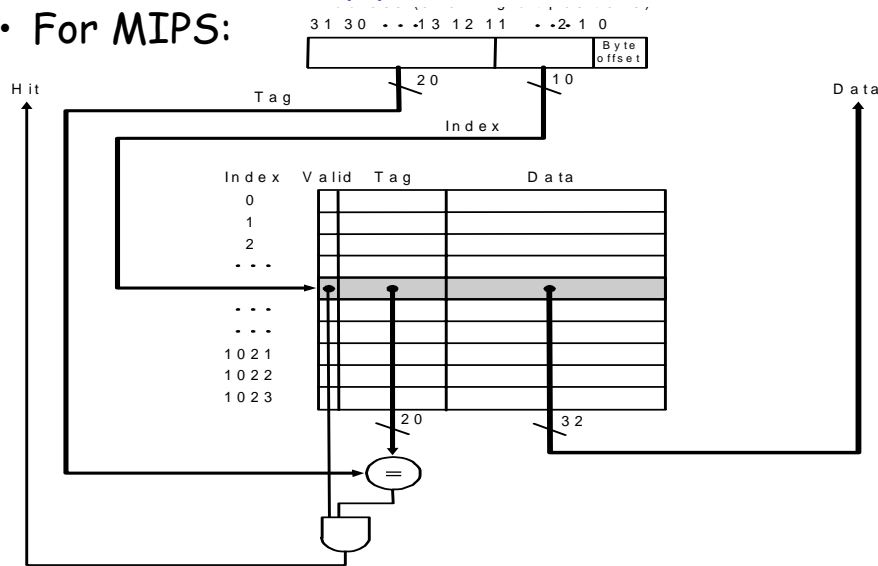 • For MIPS:
31 30 · · · 13 12 11 · · 2 1 0
Byte
offset
20
10
Hit
Data
Tag
Index
Index Valid Tag Data
0
1
2
· · ·
· · ·
· · ·
1021
1022
1023
20
32
=